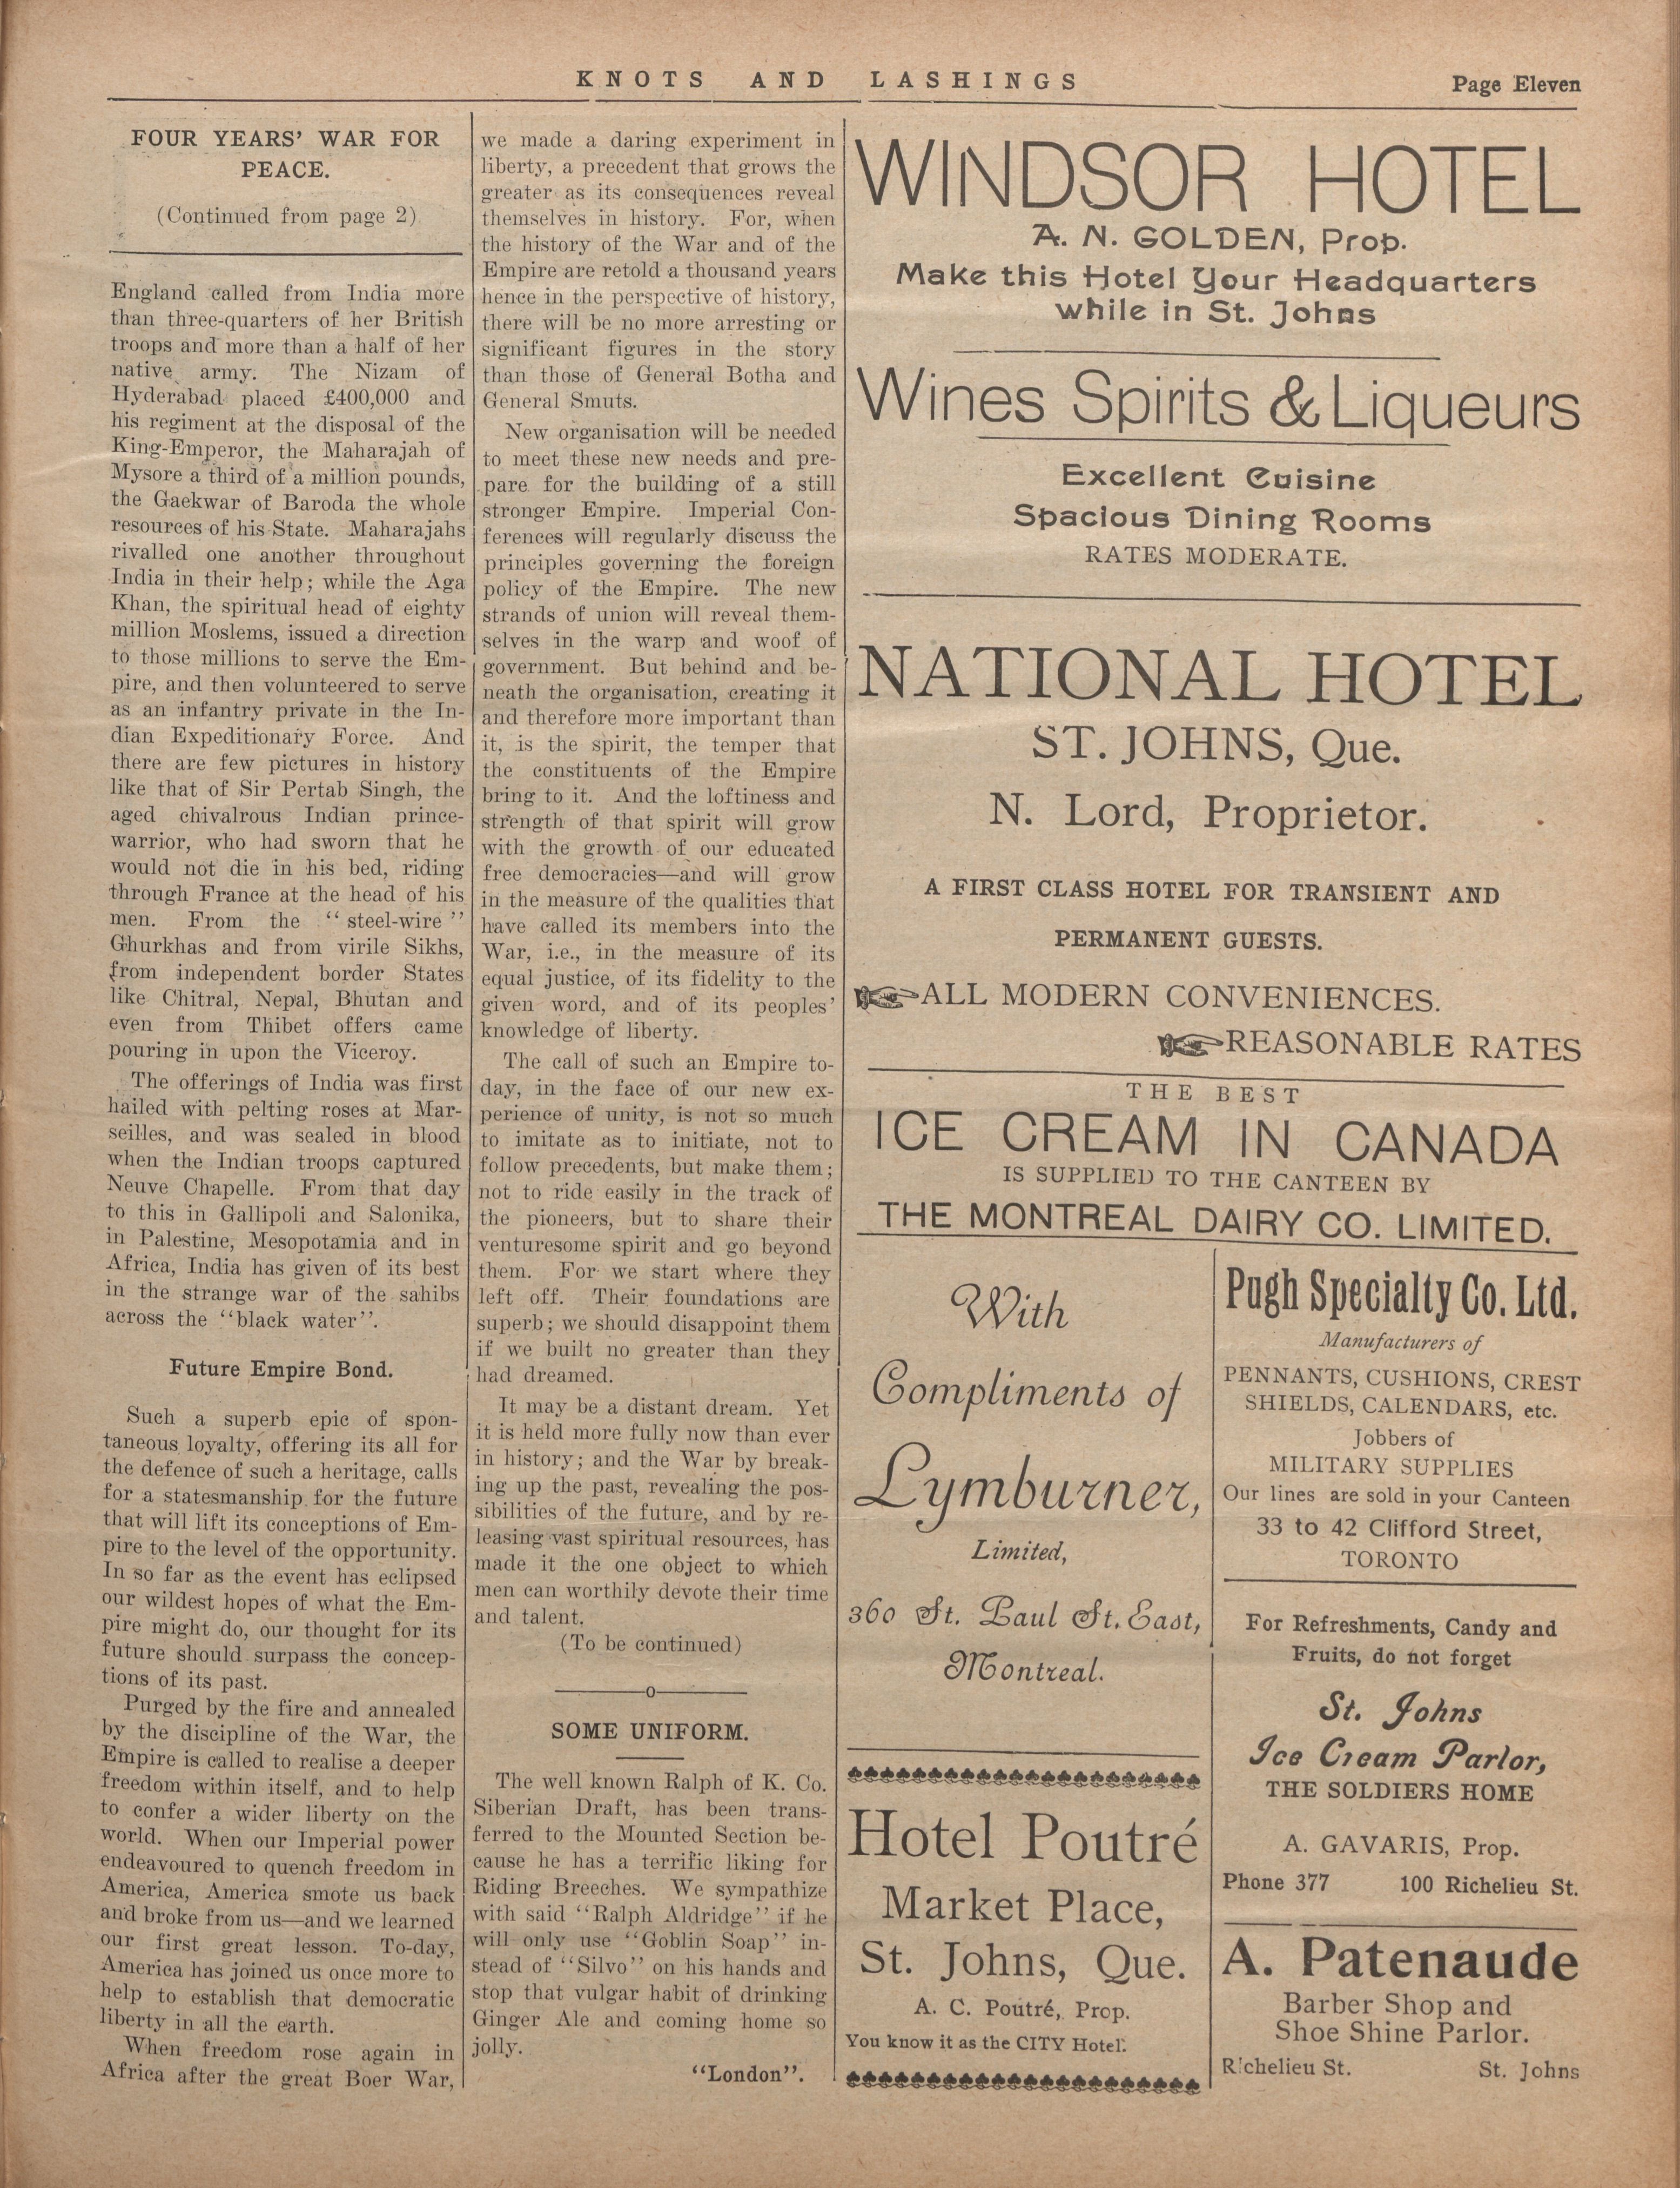 KNOTS AND LASHINGS
Page Eleven
FOUR YEARS' WAR FOR
PEACE.
(Continued from page 2)
England called from India more
than three-quarters of her British
troops and more than a half of her
native army. The Nizam of
Hyderabad placed £400,000 and
his regiment at the disposal of the
King-Emperor, the Maharajah of
Mysore a third of a million pounds,
the Gaekwar of Baroda the whole
resources of his State. Maharajahs
rivalled one another throughout
India in their help; while the Aga
Khan, the spiritual head of eighty
million Moslems, issued a direction
to those millions to serve the Em-
pire, and then volunteered to serve
as an infantry private in the In-
dian Expeditionary Force. And
there are few pictures in history
like that of Sir Pertab Singh, the
aged chivalrous Indian prince-
warrior, who had sworn that he
would not die in his bed, riding
through France at the head of his
men. From the "steel-wire"
Ghurkhas and from virile Sikhs,
from independent border States
like Chitral, Nepal, Bhutan and
even from Thibet offers came
pouring in upon the Viceroy.
The offerings of India was first
hailed with pelting roses at Mar-
seilles, and was sealed in blood
when the Indian troops captured
Neuve Chapelle. From that day
to this in Gallipoli and Salonika,
in Palestine, Mesopotamia and in
Africa, India has given of its best
in the strange war of the sahibs
across the "black water".
Future Empire Bond.
Such a superb epic of spon-
taneous loyalty, offering its all for
the defence of such a heritage, calls
for a statesmanship for the future
that will lift its conceptions of Em-
pire to the level of the opportunity.
In so far as the event has eclipsed
our wildest hopes of what the Em-
pire might do, our thought for its
future should surpass the concep-
tions of its past.
Purged by the fire and annealed
by the discipline of the War, the
Empire is called to realise a deeper
freedom within itself, and to help
to confer a wider liberty on the
world. When our Imperial power
endeavoured to quench freedom in
America, America smote us back
and broke from us—and we learned
our first great lesson. To-day,
America has joined us once more to
help to establish that democratic
liberty in all the earth.
When freedom rose again in
Africa after the great Boer War,
we made a daring experiment in
liberty, a precedent that grows the
greater as its consequences reveal
themselves in history. For, when
the history of the War and of the
Empire are retold a thousand years
hence in the perspective of history,
there will be no more arresting or
significant figures in the story
than those of General Botha and
General Smuts.
New organisation will be needed
to meet these new needs and pre-
pare for the building of a still
stronger Empire. Imperial Con-
ferences will regularly discuss the
principles governing the foreign
policy of the Empire. The new
strands of union will reveal them-
selves in the warp and woof of
government. But behind and be-
neath the organisation, creating it
and therefore more important than
it, is the spirit, the temper that
the constituents of the Empire
bring to it. And the loftiness and
strength of that spirit will grow
with the growth of our educated
free democracies—and will grow
in the measure of the qualities that
have called its members into the
War, i.e., in the measure of its
equal justice, of its fidelity to the
given word, and of its peoples'
knowledge of liberty.
The call of such an Empire to-
day, in the face of our new ex-
perience of unity, is not so much
to imitate as to initiate, not to
follow precedents, but make them;
not to ride easily in the track of
the pioneers, but to share their
venturesome spirit and go beyond
them. For we start where they
left off. Their foundations are
superb; we should disappoint them
if we built no greater than they
had dreamed.
It may be a distant dream. Yet
it is held more fully now than ever
in history; and the War by break-
ing up the past, revealing the pos-
sibilities of the future, and by re-
leasing vast spiritual resources, has
made it the one object to which
men can worthily devote their time
and talent.
(To be continued)
o
SOME UNIFORM.
The well known Ralph of K. Co.
Siberian Draft, has been trans-
ferred to the Mounted Section be-
cause he has a terrific liking for
Riding Breeches. We sympathize
with said "Ralph Aldridge" if he
will only use "Goblin Soap" in-
stead of "Silvo" on his hands and
stop that vulgar habit of drinking
Ginger Ale and coming home so
jolly.
"London".
WINDSOR HOTEL
A. N. GOLDEN, Prop.
Make this Hotel Your Headquarters
while in St. Johns
Wines Spirits & Liqueurs
Excellent Cuisine
Spacious Dining Rooms
RATES MODERATE.
NATIONAL HOTEL
ST. JOHNS, Que.
N. Lord, Proprietor.
A FIRST CLASS HOTEL FOR TRANSIENT AND
PERMANENT GUESTS.
ALL MODERN CONVENIENCES.
REASONABLE RATES
THE BEST
ICE CREAM IN CANADA
IS SUPPLIED TO THE CANTEEN BY
THE MONTREAL DAIRY CO. LIMITED.
With
Compliments of
Lymburner,
Limited,
360 St. Paul St. East,
Montreal.
Hotel Poutré
Market Place,
St. Johns, Que.
A. C. Poutré, Prop.
You know it as the CITY Hotel.
Pugh Specialty Co. Ltd.
Manufacturers of
PENNANTS, CUSHIONS, CREST
SHIELDS, CALENDARS, etc.
Jobbers of
MILITARY SUPPLIES
Our lines are sold in your Canteen
33 to 42 Clifford Street,
TORONTO
For Refreshments, Candy and
Fruits, do not forget
St. Johns
Ice Cream Parlor,
THE SOLDIERS HOME
A. GAVARIS, Prop.
Phone 377 100 Richelieu St.
A. Patenaude
Barber Shop and
Shoe Shine Parlor.
Richelieu St. St. Johns